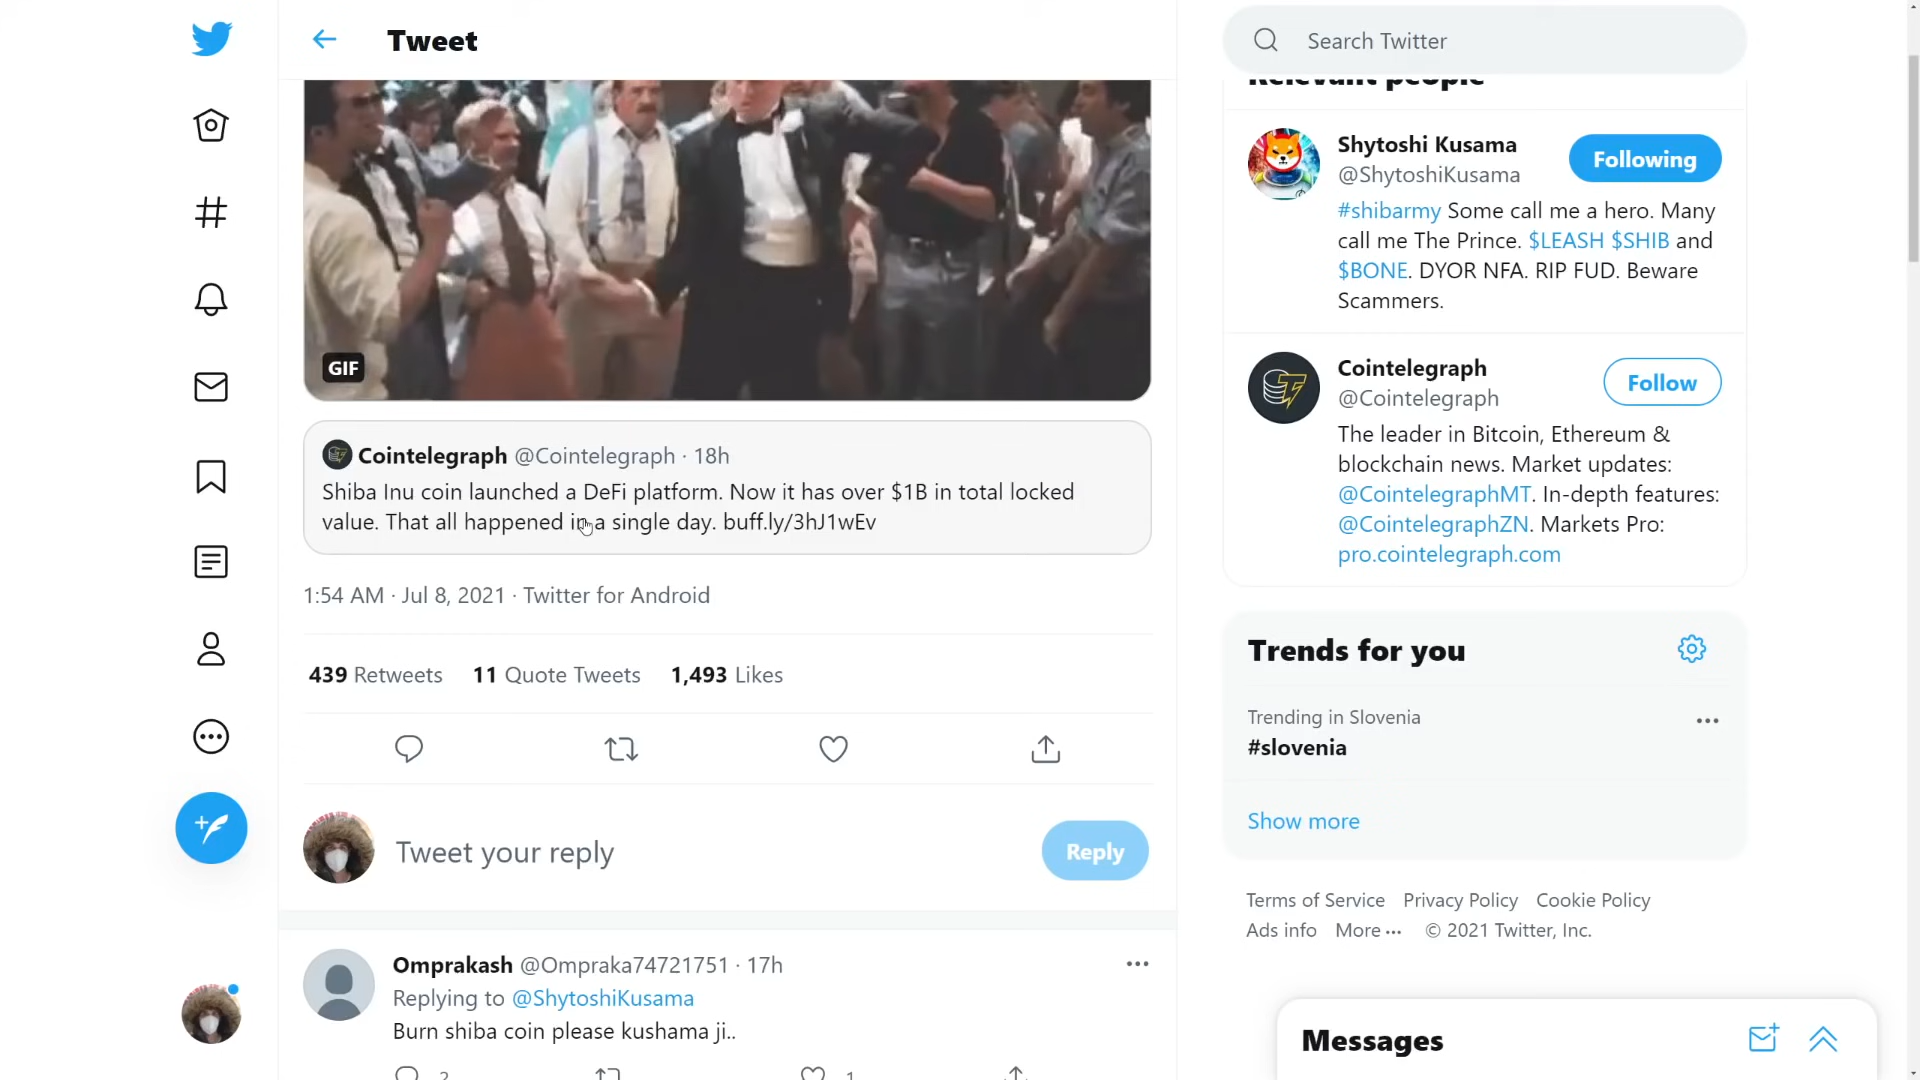 Tweet
GIF
Cointelegraph @Cointelegraph · 18h
Shiba Inu coin launched a DeFi platform. Now it has over $1B in total locked
value. That all happened in a single day. buff.ly/3hJ1wEv
1:54 AM · Jul 8, 2021 · Twitter for Android
439 Retweets 11 Quote Tweets 1,493 Likes
Tweet your reply
Reply
Omprakash @Ompraka74721751 · 17h
Replying to @ShytoshiKusama
Burn shiba coin please kushama ji..
2 1
Search Twitter
Relevant people
Shytoshi Kusama
@ShytoshiKusama
Following
#shibarmy Some call me a hero. Many
call me The Prince. $LEASH $SHIB and
$BONE. DYOR NFA. RIP FUD. Beware
Scammers.
Cointelegraph
@Cointelegraph
Follow
The leader in Bitcoin, Ethereum &
blockchain news. Market updates:
@CointelegraphMT. In-depth features:
@CointelegraphZN. Markets Pro:
pro.cointelegraph.com
Trends for you
Trending in Slovenia
#slovenia
Show more
Terms of Service Privacy Policy Cookie Policy
Ads info More ··· © 2021 Twitter, Inc.
Messages